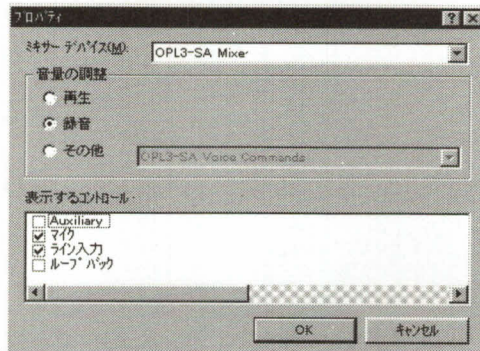 プロパティ
ミキサー デバイス(M): OPL3-SA Mixer
音量の調整
再生
録音
その他 OPL3-SA Voice Commands
表示するコントロール
Auxiliary
マイク
ライン入力
ループ バック
OK キャンセル